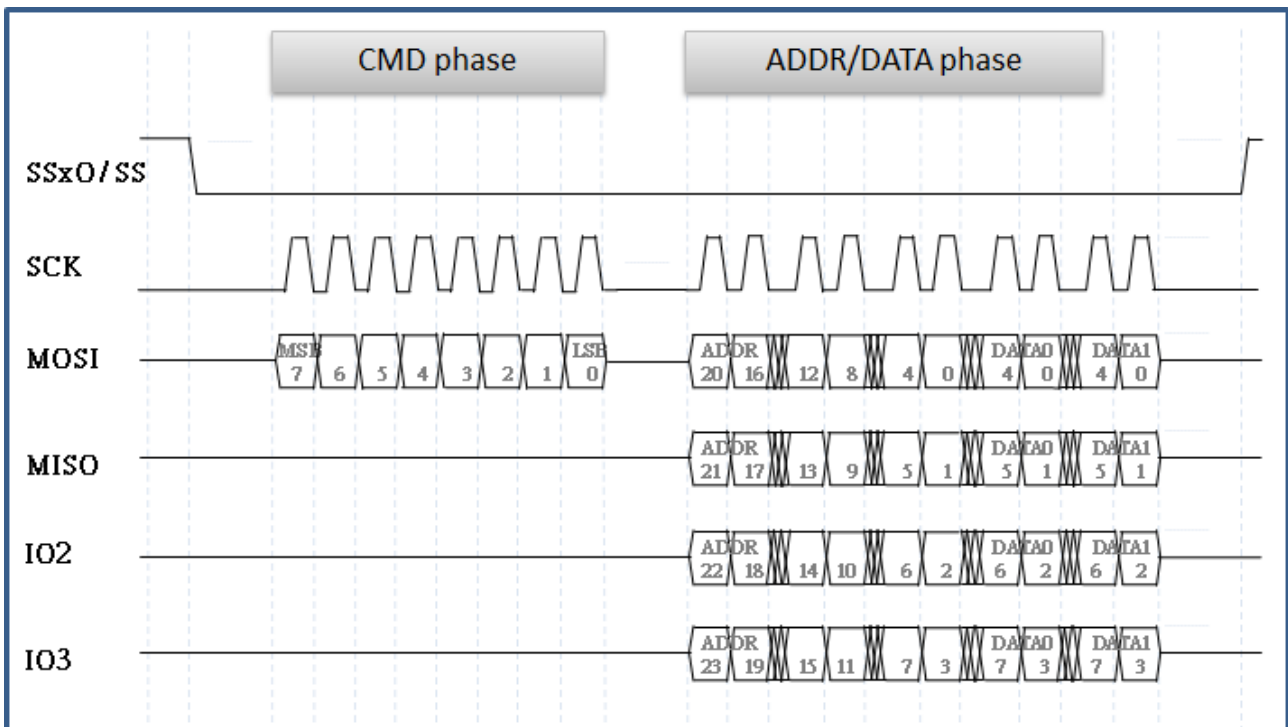 CMD phase
ADDR/DATA phase
SSxO/SS
SCK
MOSI
MSB LSB ADDR DATA0 DATA1
7 6 5 4 3 2 1 0 20 16 12 8 4 0 4 0 4 0
MISO
ADDR DATA0 DATA1
21 17 13 9 5 1 5 1 5 1
IO2
ADDR DATA0 DATA1
22 18 14 10 6 2 6 2 6 2
IO3
ADDR DATA0 DATA1
23 19 15 11 7 3 7 3 7 3